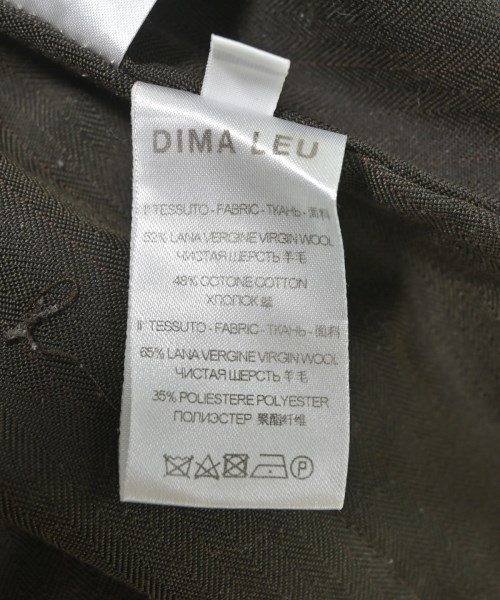 DIMA LEU
I° TESSUTO - FABRIC - ТКАНЬ - 面料
52% LANA VERGINE VIRGIN WOOL
ЧИСТАЯ ШЕРСТЬ 羊毛
48% COTONE COTTON
ХЛОПОК
II° TESSUTO - FABRIC - ТКАНЬ - 面料
65% LANA VERGINE VIRGIN WOOL
ЧИСТАЯ ШЕРСТЬ 羊毛
35% POLIESTERE POLYESTER
ПОЛИЭСТЕР 聚酯纤维
P